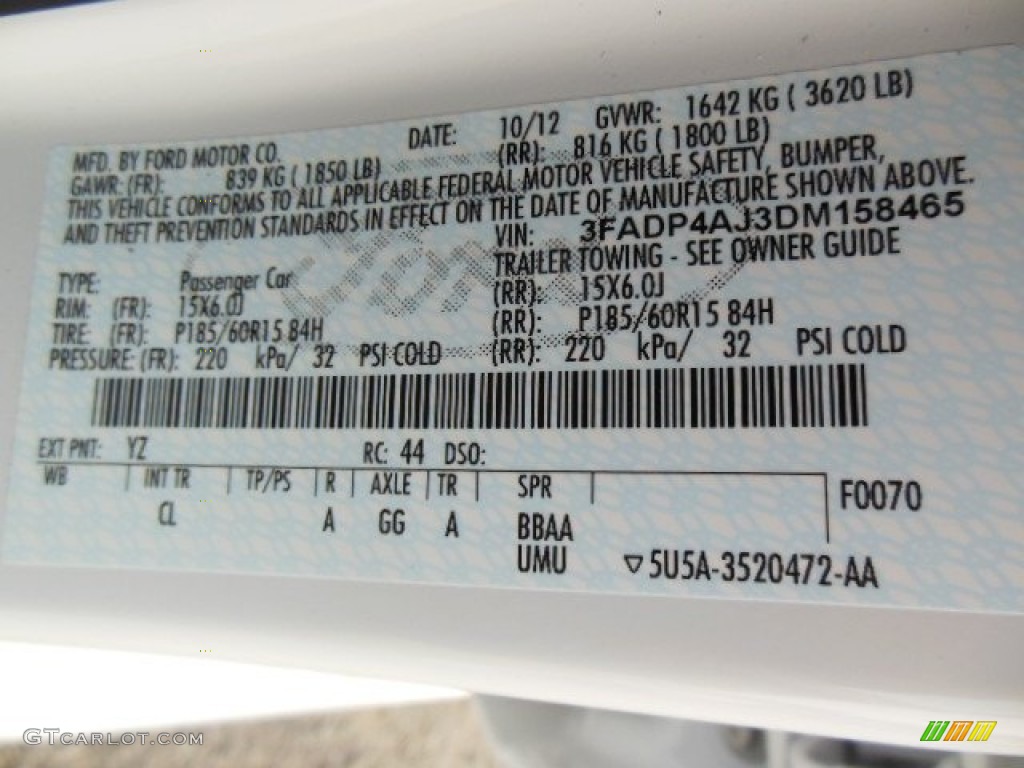 MFD. BY FORD MOTOR CO. DATE: 10/12 GVWR: 1642 KG ( 3620 LB)
GAWR: (FR): 839 KG ( 1850 LB) (RR): 816 KG ( 1800 LB)
THIS VEHICLE CONFORMS TO ALL APPLICABLE FEDERAL MOTOR VEHICLE SAFETY, BUMPER,
AND THEFT PREVENTION STANDARDS IN EFFECT ON THE DATE OF MANUFACTURE SHOWN ABOVE.
VIN: 3FADP4AJ3DM158465
TRAILER TOWING - SEE OWNER GUIDE
TYPE: Passenger Car
RIM: (FR): 15X6.0J (RR): 15X6.0J
TIRE: (FR): P185/60R15 84H (RR): P185/60R15 84H
PRESSURE: (FR): 220 kPa/ 32 PSI COLD (RR): 220 kPa/ 32 PSI COLD
EXT PNT: YZ RC: 44 DSO:
WB INT TR TP/PS R AXLE TR SPR F0070
CL A GG A BBAA
UMU ▽5U5A-3520472-AA
GTCarlot.com